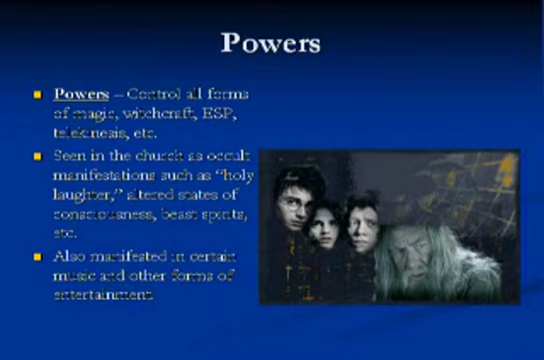 Powers
Powers – Control all forms
of magic, witchcraft, ESP,
telekinesis, etc.
Seen in the church as occult
manifestations such as “holy
laughter,” altered states of
consciousness, beast spirits,
etc.
Also manifested in certain
music and other forms of
entertainment